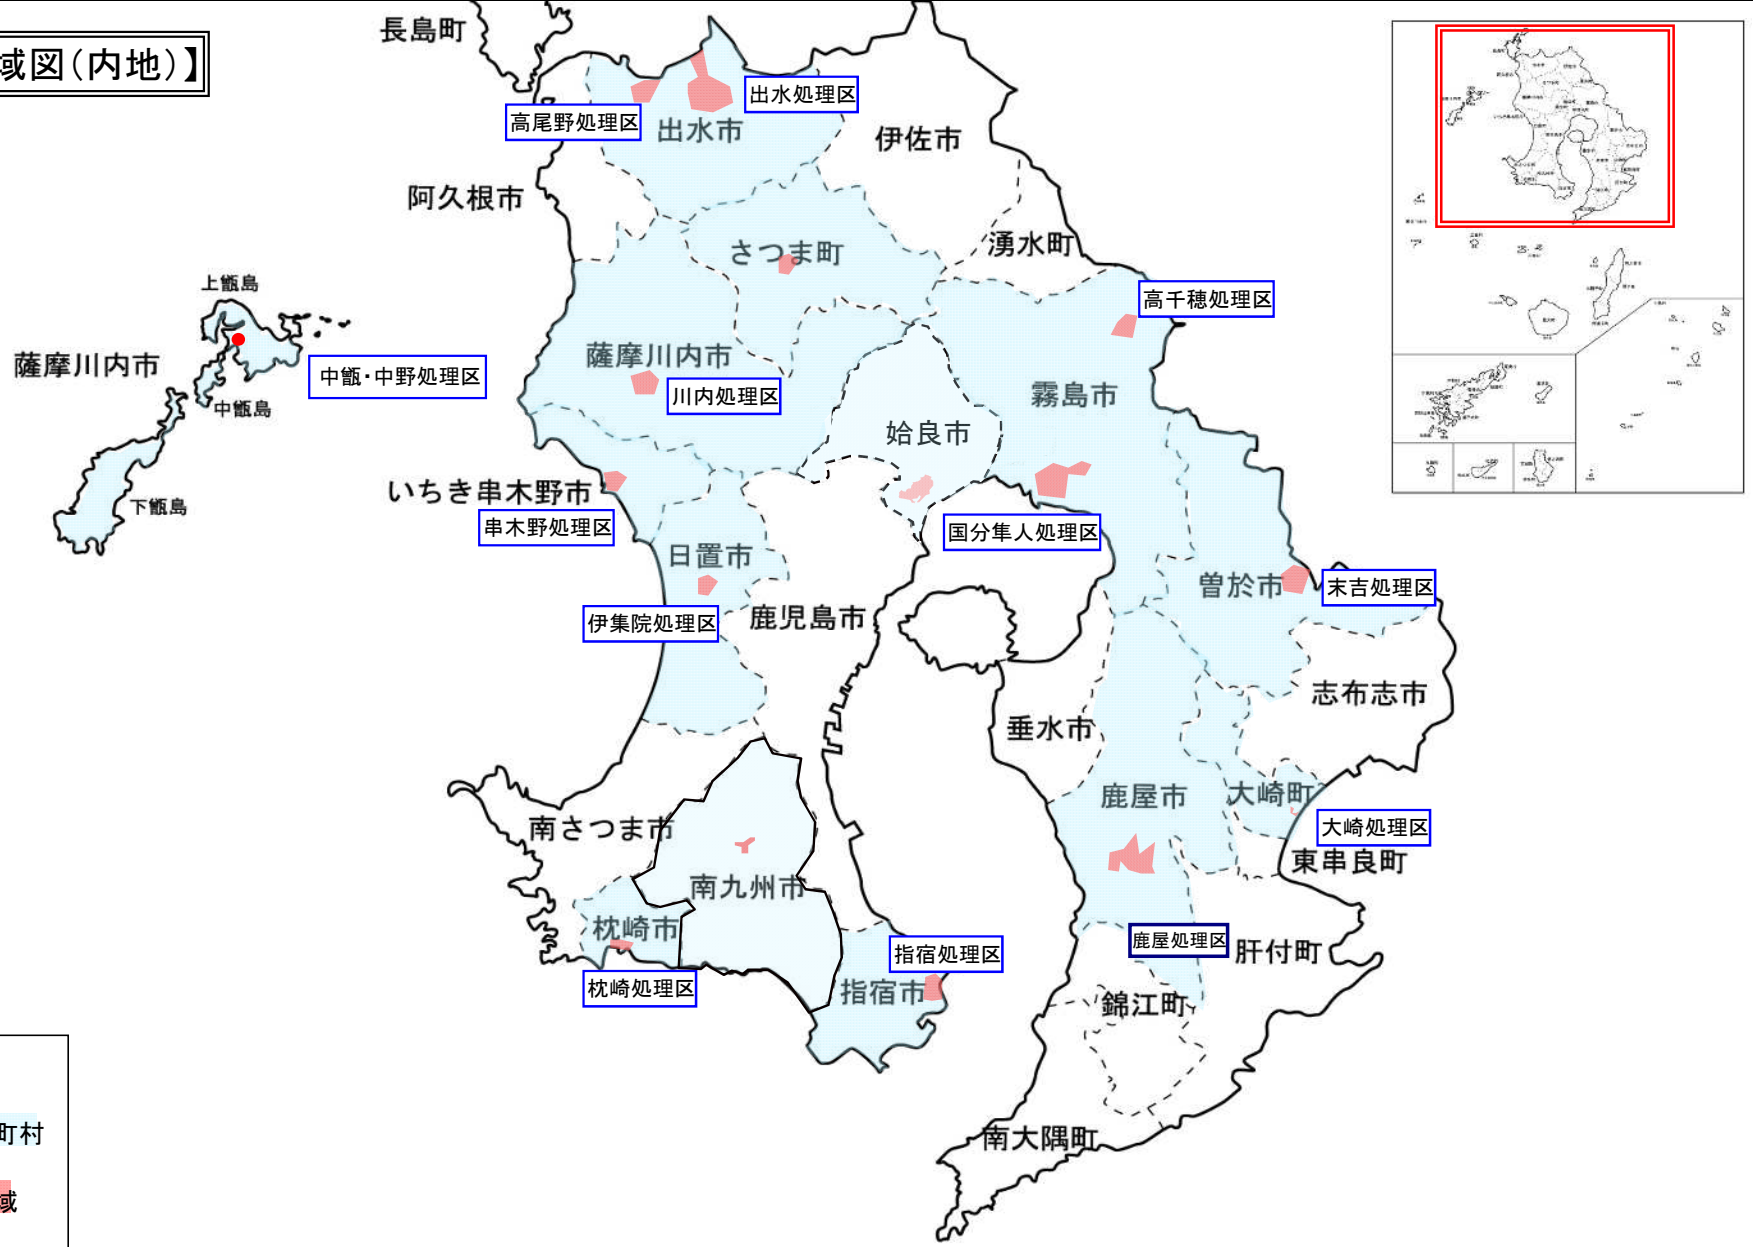 長島町
域図(内地)】
出水処理区
高尾野処理区
出水市
伊佐市
阿久根市
さつま町
湧水町
上甑島
高千穂処理区
薩摩川内市
薩摩川内市
中甑・中野処理区
川内処理区
霧島市
中甑島
姶良市
いちき串木野市
下甑島
串木野処理区
国分隼人処理区
日置市
曽於市
末吉処理区
伊集院処理区
鹿児島市
志布志市
垂水市
鹿屋市
大崎町
南さつま市
大崎処理区
東串良町
南九州市
枕崎市
鹿屋処理区
肝付町
指宿処理区
枕崎処理区
指宿市
錦江町
町村
南大隅町
域